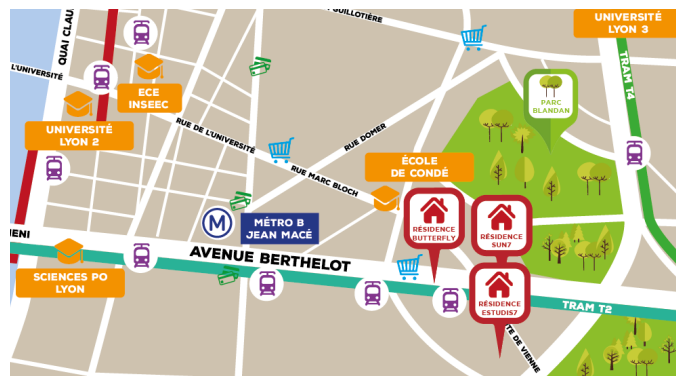 GUILLOTIÈRE
UNIVERSITÉ
LYON 3
QUAI CLAU
L'UNIVERSITÉ
ECE
INSEEC
UNIVERSITÉ
LYON 2
RUE DE L'UNIVERSITÉ
RUE DOMER
RUE MARC BLOCH
ÉCOLE
DE CONDÉ
PARC
BLANDAN
TRAM T4
M
MÉTRO B
JEAN MACÉ
RÉSIDENCE
BUTTERFLY
RÉSIDENCE
SUN7
MENI
AVENUE BERTHELOT
SCIENCES PO
LYON
RÉSIDENCE
ESTUDIS7
TRAM T2
TE DE VIENNE